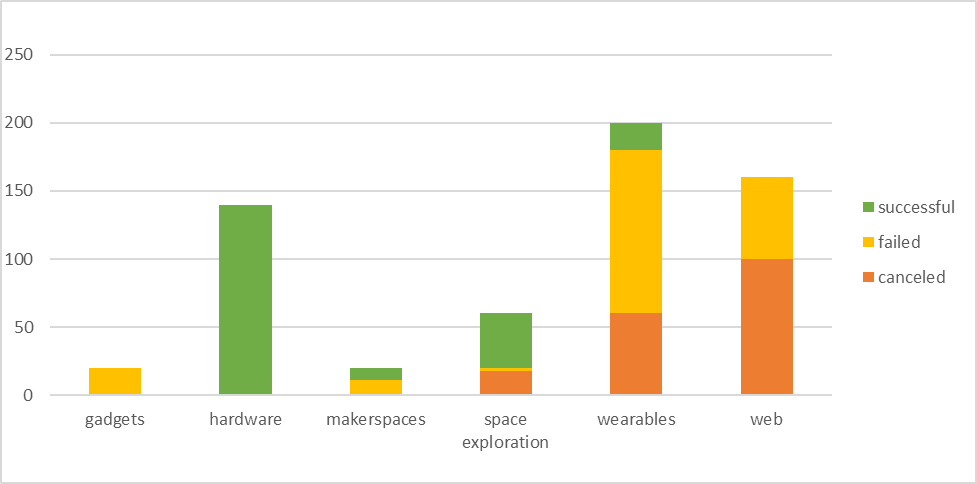 250
200
150
100
50
0
gadgets
hardware
makerspaces
space
exploration
wearables
web
successful
failed
canceled